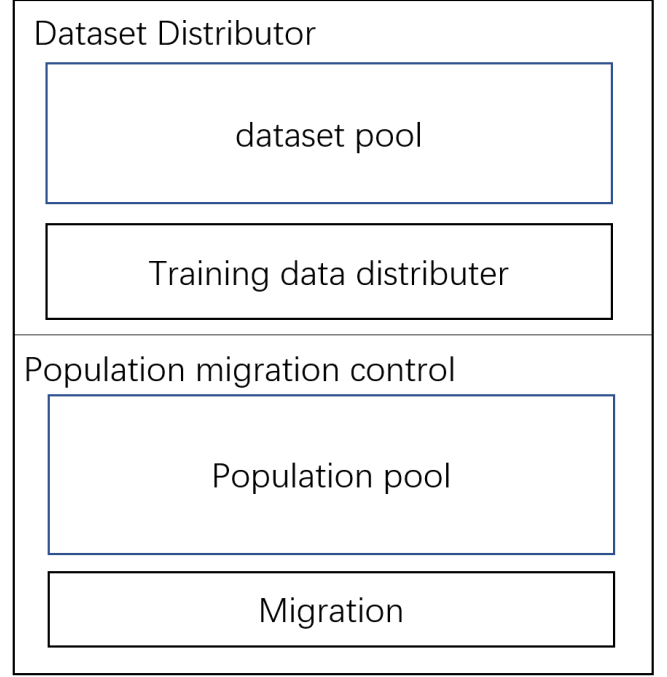 Dataset Distributor
dataset pool
Training data distributer
Population migration control
Population pool
Migration